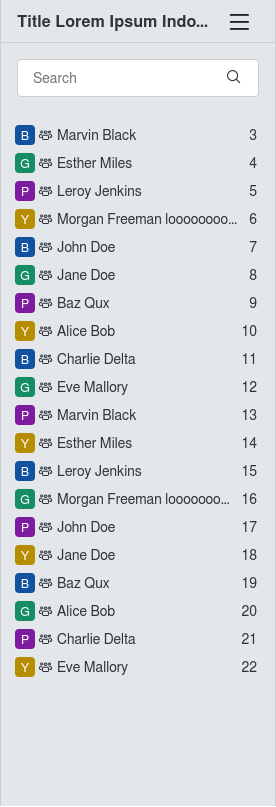 Title Lorem Ipsum Indo...
Search
B Marvin Black 3
G Esther Miles 4
P Leroy Jenkins 5
Y Morgan Freeman loooooooo... 6
B John Doe 7
G Jane Doe 8
P Baz Qux 9
Y Alice Bob 10
B Charlie Delta 11
G Eve Mallory 12
P Marvin Black 13
Y Esther Miles 14
B Leroy Jenkins 15
G Morgan Freeman looooooo... 16
P John Doe 17
Y Jane Doe 18
B Baz Qux 19
G Alice Bob 20
P Charlie Delta 21
Y Eve Mallory 22